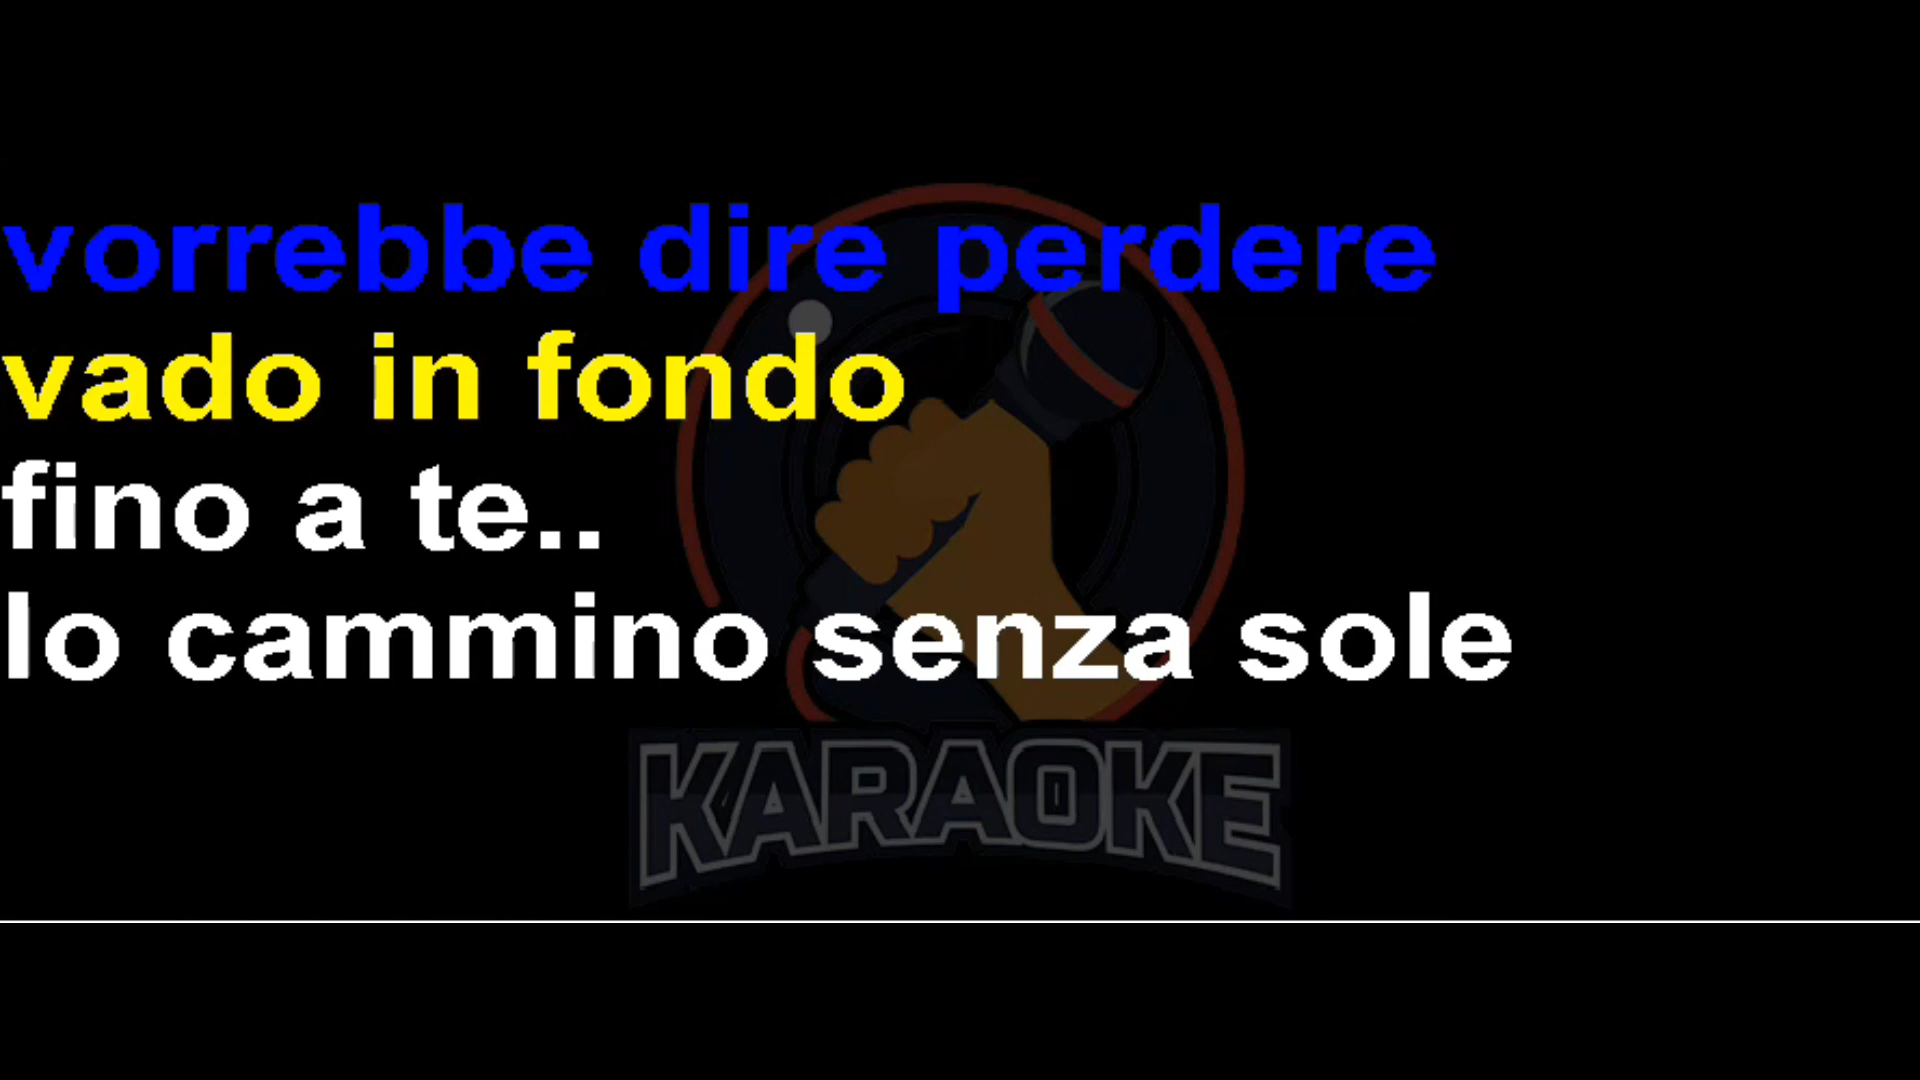 vorrebbe dire perdere
vado in fondo
fino a te..
Io cammino senza sole
KARAOKE